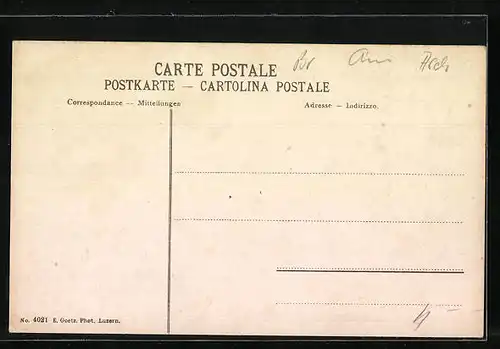 CARTE POSTALE
POSTKARTE — CARTOLINA POSTALE
Correspondance — Mitteilungen Adresse — Indirizzo.
No. 4021 E. Goetz. Phot. Luzern.